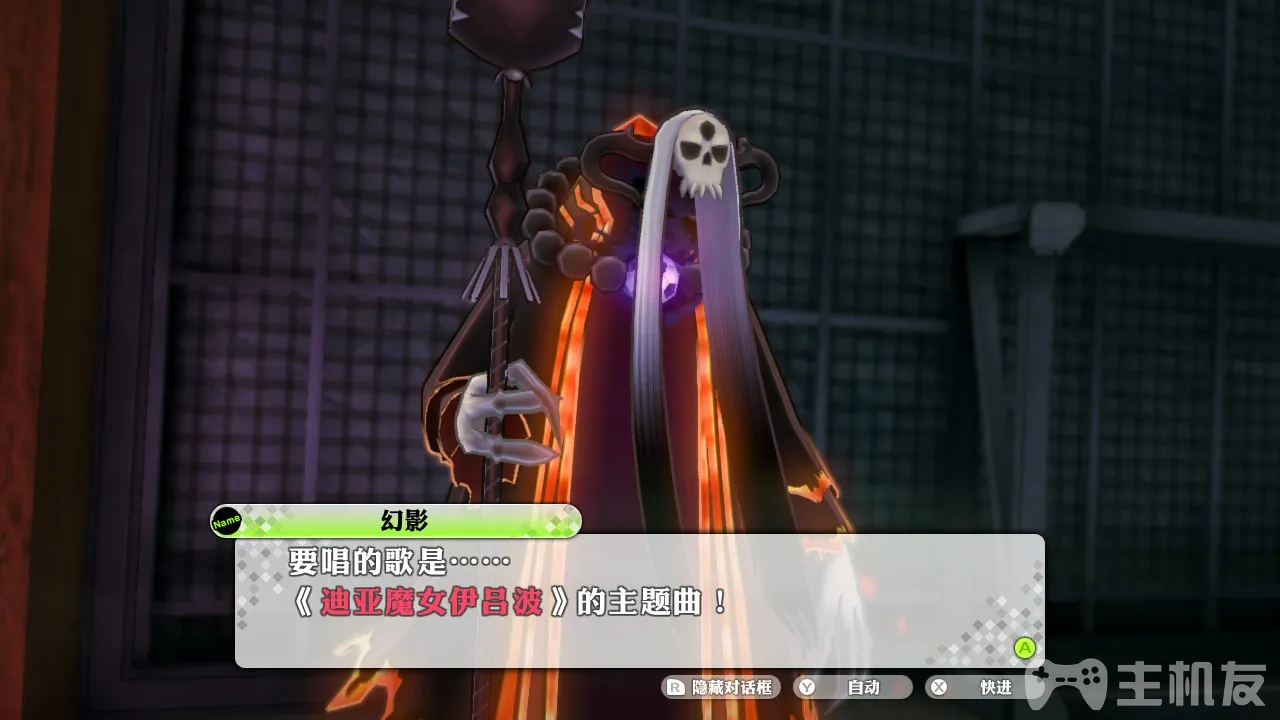 Name
幻影
要唱的歌是……
《迪亚魔女伊吕波》的主题曲！
A
R 隐藏对话框 Y 自动 X 快进
主机友